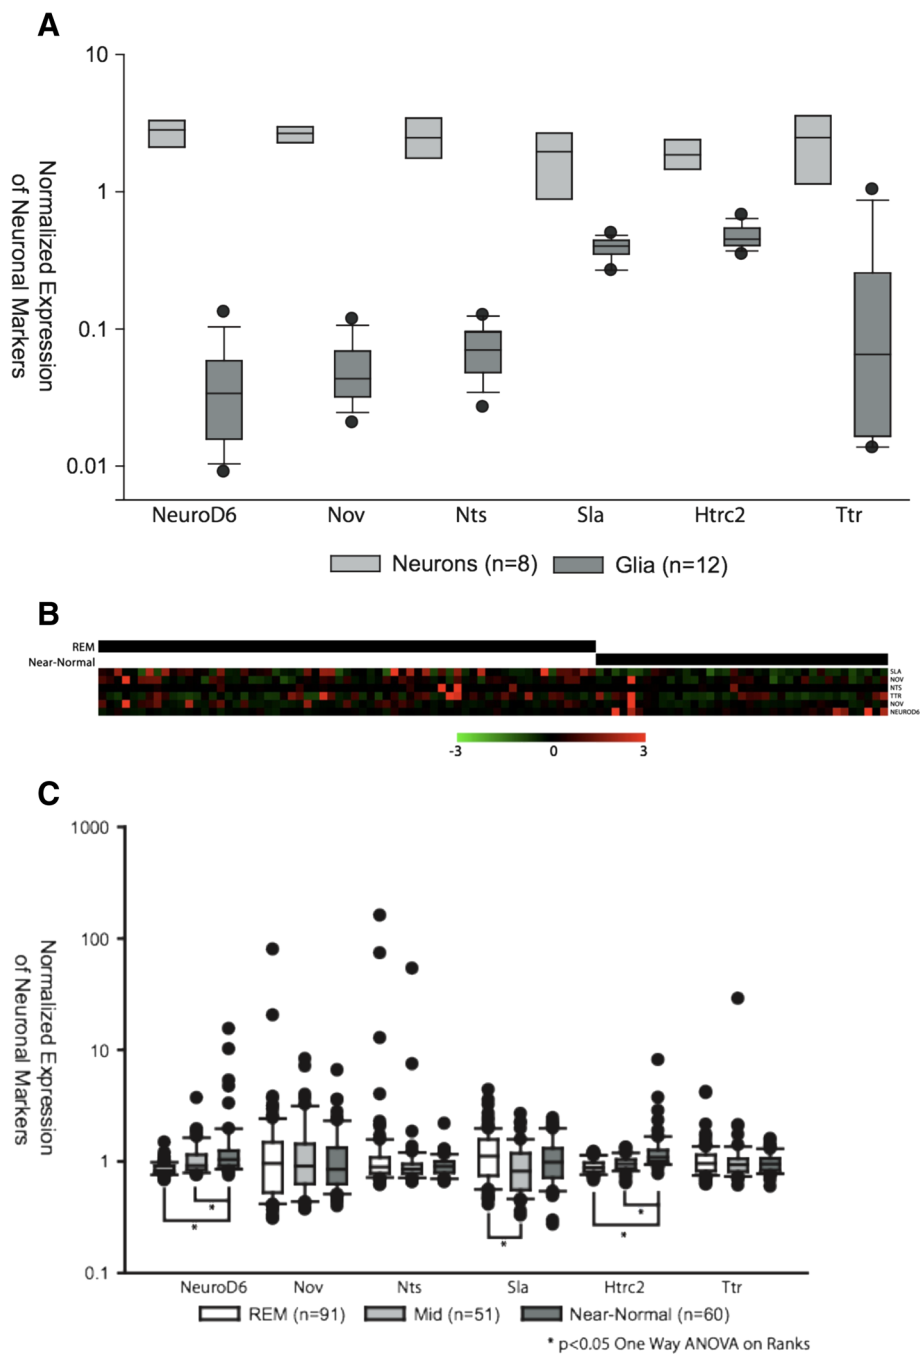 A
10
1
0.1
0.01
Normalized Expression
of Neuronal Markers
NeuroD6 Nov Nts Sla Htrc2 Ttr
Neurons (n=8) Glia (n=12)
B
REM
Near-Normal
SLA
NOV
NTS
TTR
NOV
NEUROD6
-3 0 3
C
1000
100
10
1
0.1
Normalized Expression
of Neuronal Markers
* * * * *
NeuroD6 Nov Nts Sla Htrc2 Ttr
REM (n=91) Mid (n=51) Near-Normal (n=60)
* p<0.05 One Way ANOVA on Ranks